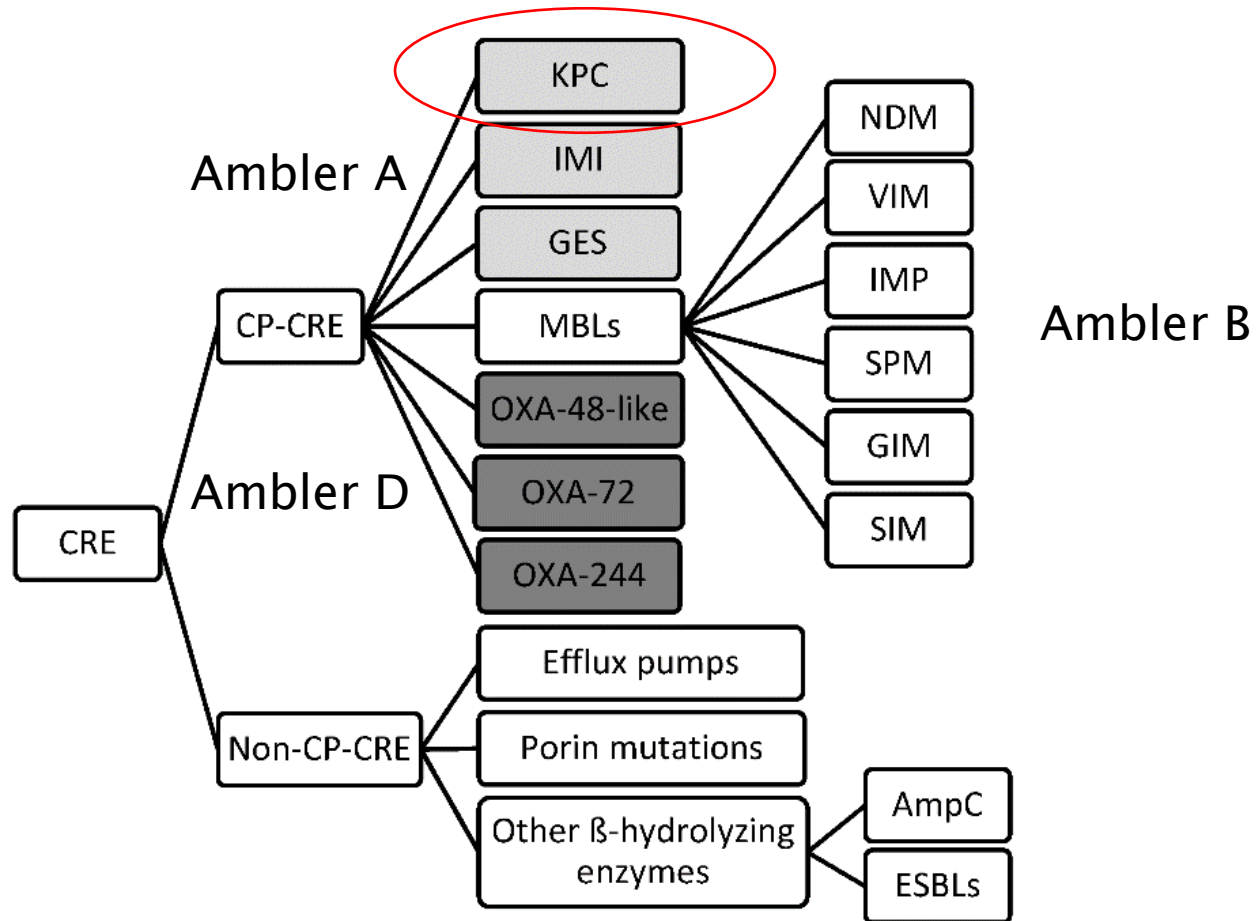 KPC
NDM
Ambler A
IMI
VIM
GES
IMP
CP-CRE
MBLs
Ambler B
SPM
OXA-48-like
GIM
Ambler D
OXA-72
SIM
CRE
OXA-244
Efflux pumps
Non-CP-CRE
Porin mutations
AmpC
Other ß-hydrolyzing
enzymes
ESBLs